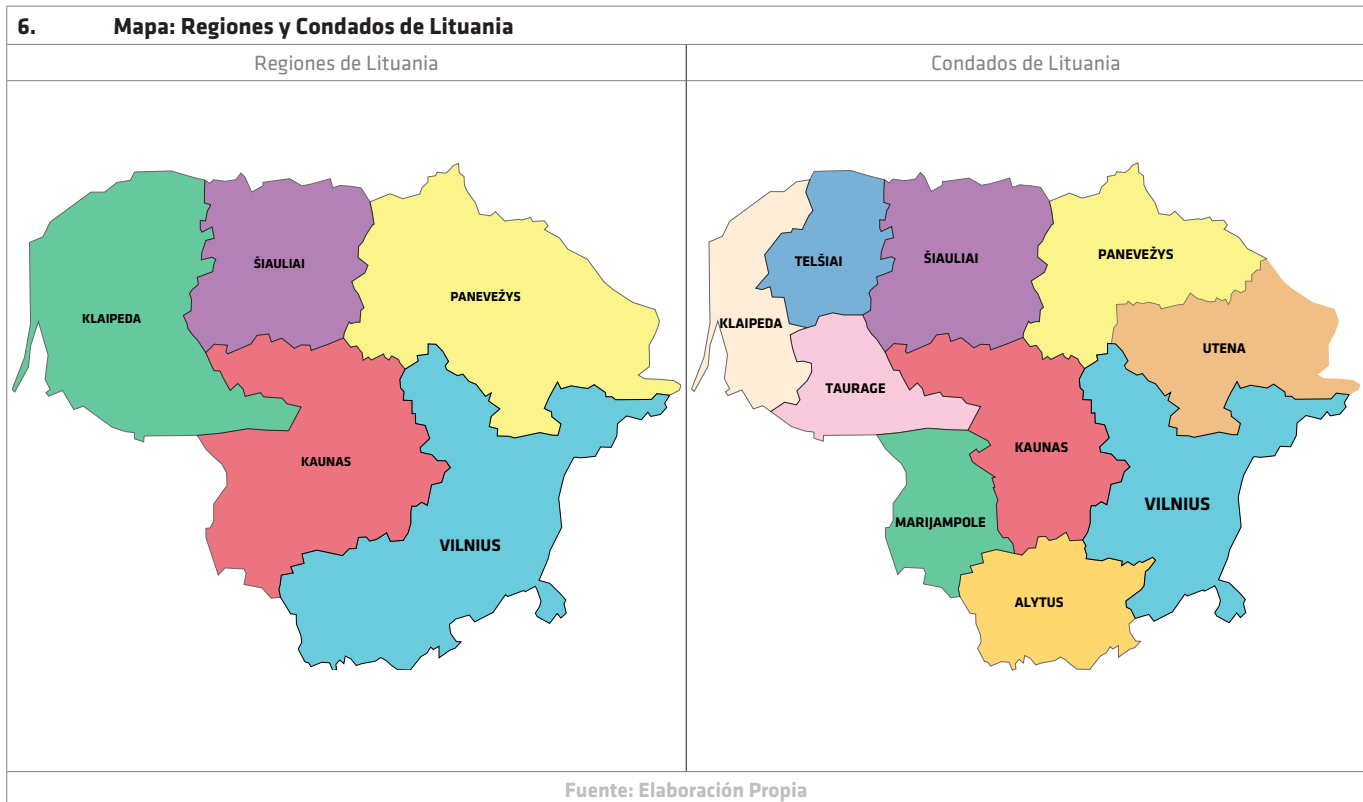 6. Mapa: Regiones y Condados de Lituania
Regiones de Lituania
Condados de Lituania
KLAIPEDA
ŠIAULIAI
PANEVEŽYS
KAUNAS
VILNIUS
KLAIPEDA
TELŠIAI
ŠIAULIAI
PANEVEŽYS
UTENA
TAURAGE
KAUNAS
MARIJAMPOLE
VILNIUS
ALYTUS
Fuente: Elaboración Propia